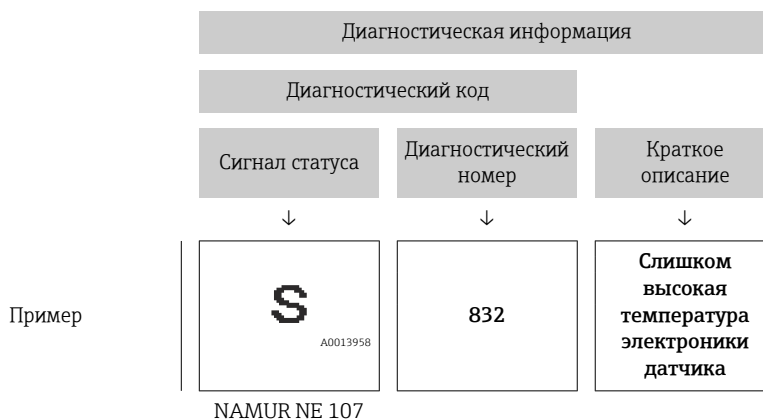 Диагностическая информация
Диагностический код
Сигнал статуса
Диагностический
номер
Краткое
описание
↓ ↓ ↓
Пример
S
A0013958
832
Слишком
высокая
температура
электроники
датчика
NAMUR NE 107